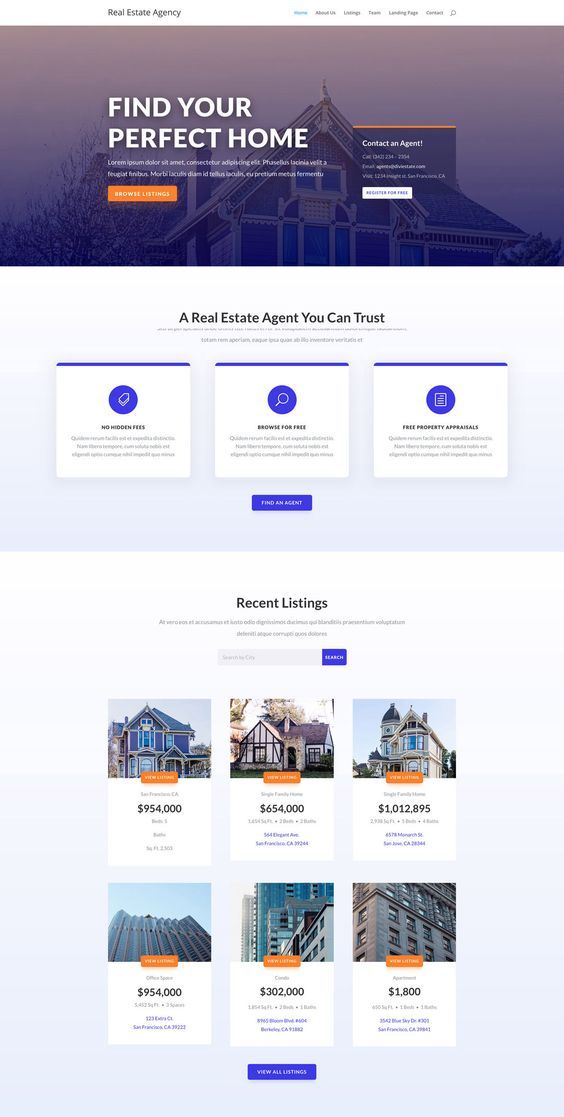 Real Estate Agency
Home About Us Listings Team Landing Page Contact
FIND YOUR
PERFECT HOME
Lorem ipsum dolor sit amet, consectetur adipiscing elit. Phasellus lacinia velit a
feugiat finibus. Morbi iaculis diam id tellus iaculis, eu pretium metus fermentu
BROWSE LISTINGS
Contact an Agent!
Call: (343) 234 - 2354
Email: agents@diviestate.com
Visit: 1234 Insight st. San Francisco, CA
REGISTER FOR FREE
A Real Estate Agent You Can Trust
totam rem aperiam, eaque ipsa quae ab illo inventore veritatis et
NO HIDDEN FEES
Quidem rerum facilis est et expedita distinctio.
Nam libero tempore, cum soluta nobis est
eligendi optio cumque nihil impedit quo minus
BROWSE FOR FREE
Quidem rerum facilis est et expedita distinctio.
Nam libero tempore, cum soluta nobis est
eligendi optio cumque nihil impedit quo minus
FREE PROPERTY APPRAISALS
Quidem rerum facilis est et expedita distinctio.
Nam libero tempore, cum soluta nobis est
eligendi optio cumque nihil impedit quo minus
FIND AN AGENT
Recent Listings
At vero eos et accusamus et iusto odio dignissimos ducimus qui blanditiis praesentium voluptatum
deleniti atque corrupti quos dolores
Search by City
SEARCH
VIEW LISTING
San Francisco, CA
$954,000
Beds: 5
Baths
Sq. Ft. 2,503
VIEW LISTING
Single Family Home
$654,000
1,654 Sq Ft. • 2 Beds • 2 Baths
564 Elegant Ave.
San Francisco, CA 39244
VIEW LISTING
Single Family Home
$1,012,895
2,938 Sq Ft. • 5 Beds • 4 Baths
6578 Monarch St.
San Jose, CA 28344
VIEW LISTING
Office Space
$954,000
5,452 Sq Ft. • 3 Spaces
123 Extra Ct.
San Francisco, CA 39223
VIEW LISTING
Condo
$302,000
1,854 Sq Ft. • 2 Beds • 1 Baths
8965 Bloom Blvd. #604
Berkeley, CA 93882
VIEW LISTING
Apartment
$1,800
650 Sq Ft. • 1 Beds • 1 Baths
3542 Blue Sky Dr. #301
San Francisco, CA 39841
VIEW ALL LISTINGS